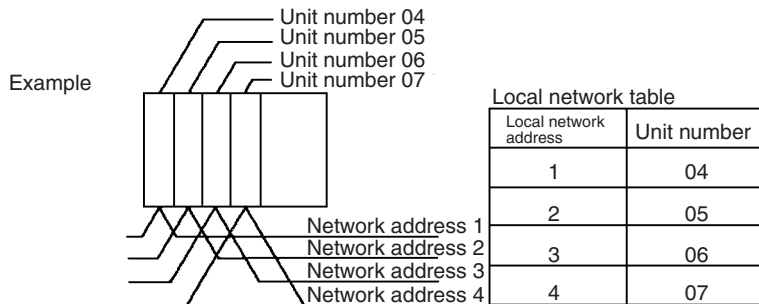 Unit number 04
Unit number 05
Unit number 06
Unit number 07
Example
Network address 1
Network address 2
Network address 3
Network address 4
Local network table
Local network address Unit number
1 04
2 05
3 06
4 07